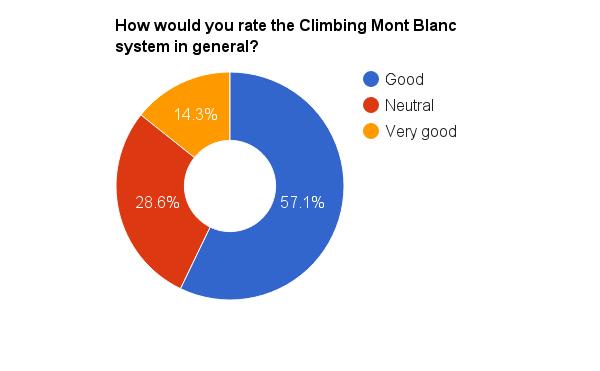 How would you rate the Climbing Mont Blanc
system in general?
Good
Neutral
Very good
14.3%
28.6%
57.1%